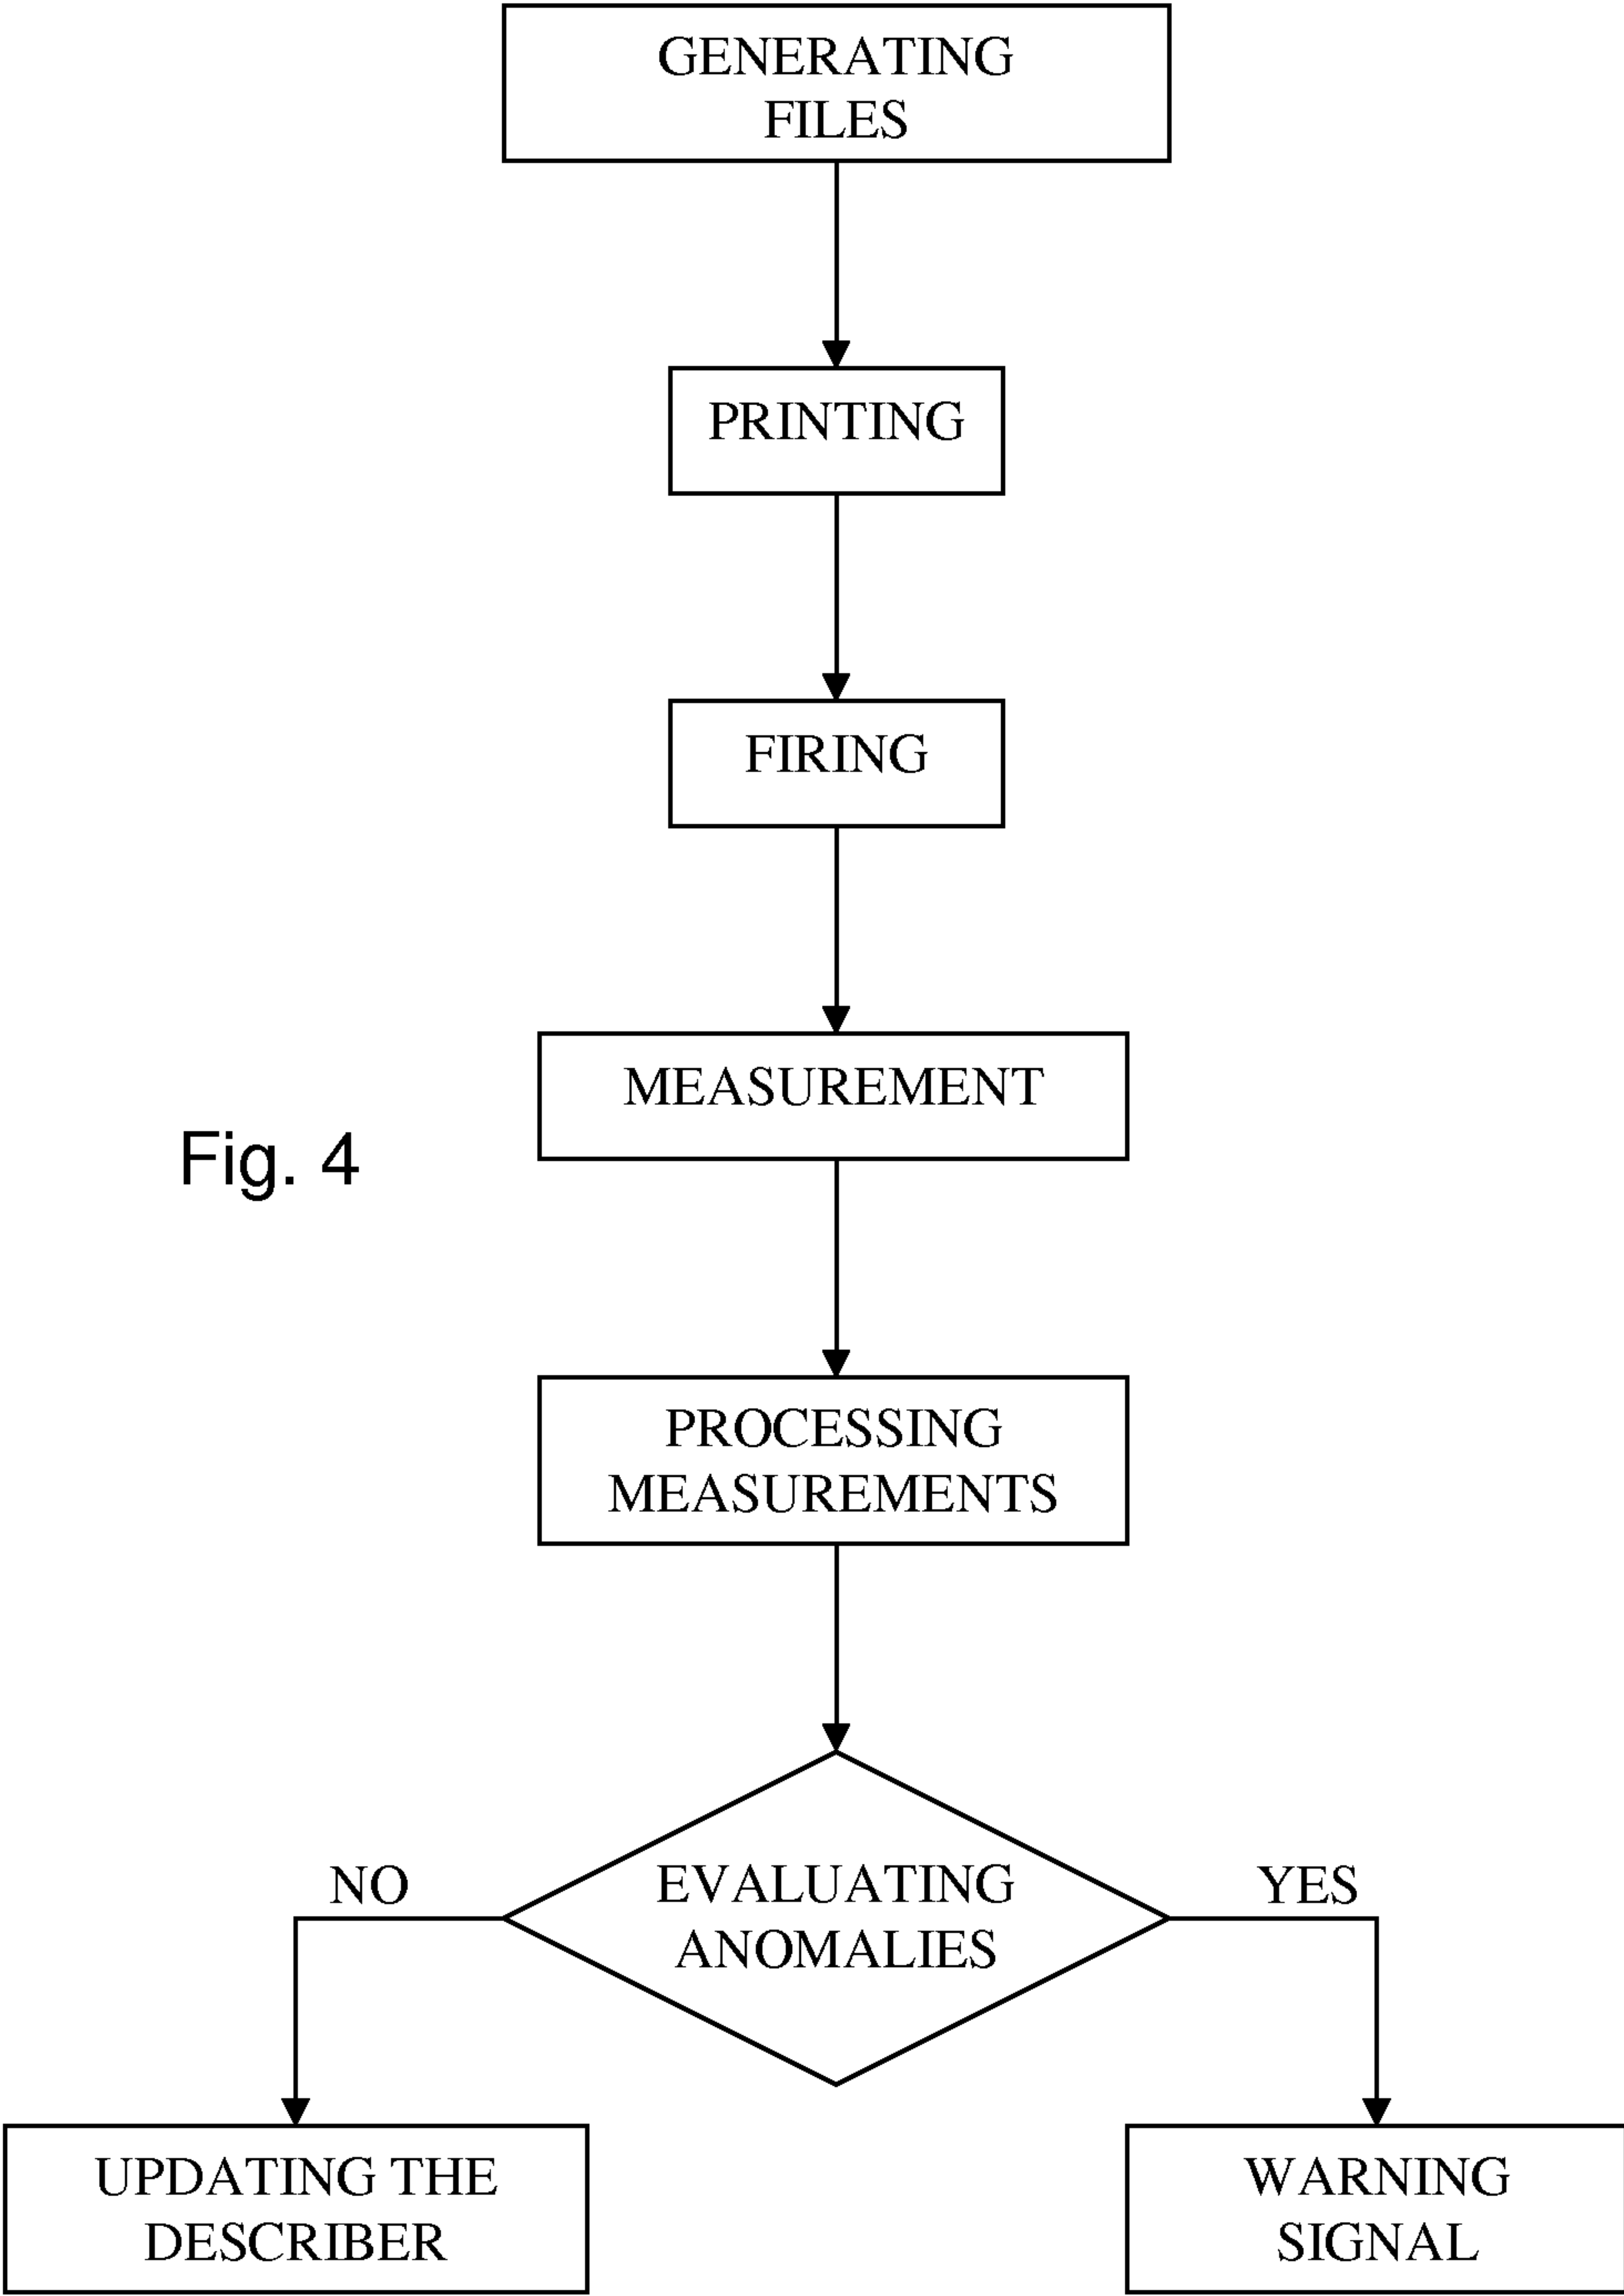 GENERATING
FILES
PRINTING
FIRING
MEASUREMENT
Fig. 4
PROCESSING
MEASUREMENTS
NO
EVALUATING
ANOMALIES
YES
UPDATING THE
DESCRIBER
WARNING
SIGNAL